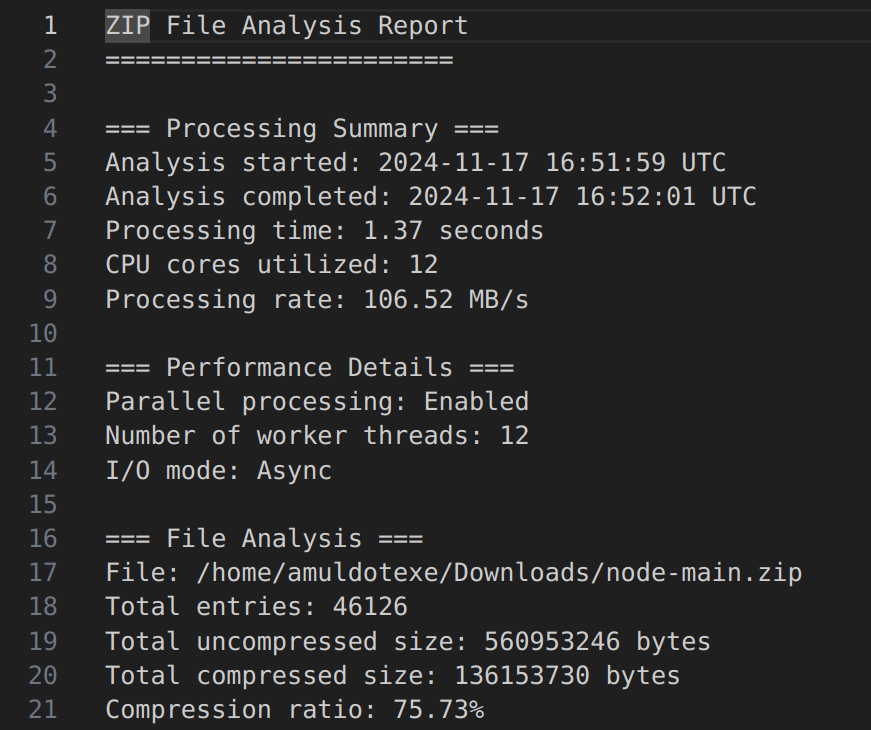 1 ZIP File Analysis Report
2 =======================
3
4 === Processing Summary ===
5 Analysis started: 2024-11-17 16:51:59 UTC
6 Analysis completed: 2024-11-17 16:52:01 UTC
7 Processing time: 1.37 seconds
8 CPU cores utilized: 12
9 Processing rate: 106.52 MB/s
10
11 === Performance Details ===
12 Parallel processing: Enabled
13 Number of worker threads: 12
14 I/O mode: Async
15
16 === File Analysis ===
17 File: /home/amuldotexe/Downloads/node-main.zip
18 Total entries: 46126
19 Total uncompressed size: 560953246 bytes
20 Total compressed size: 136153730 bytes
21 Compression ratio: 75.73%